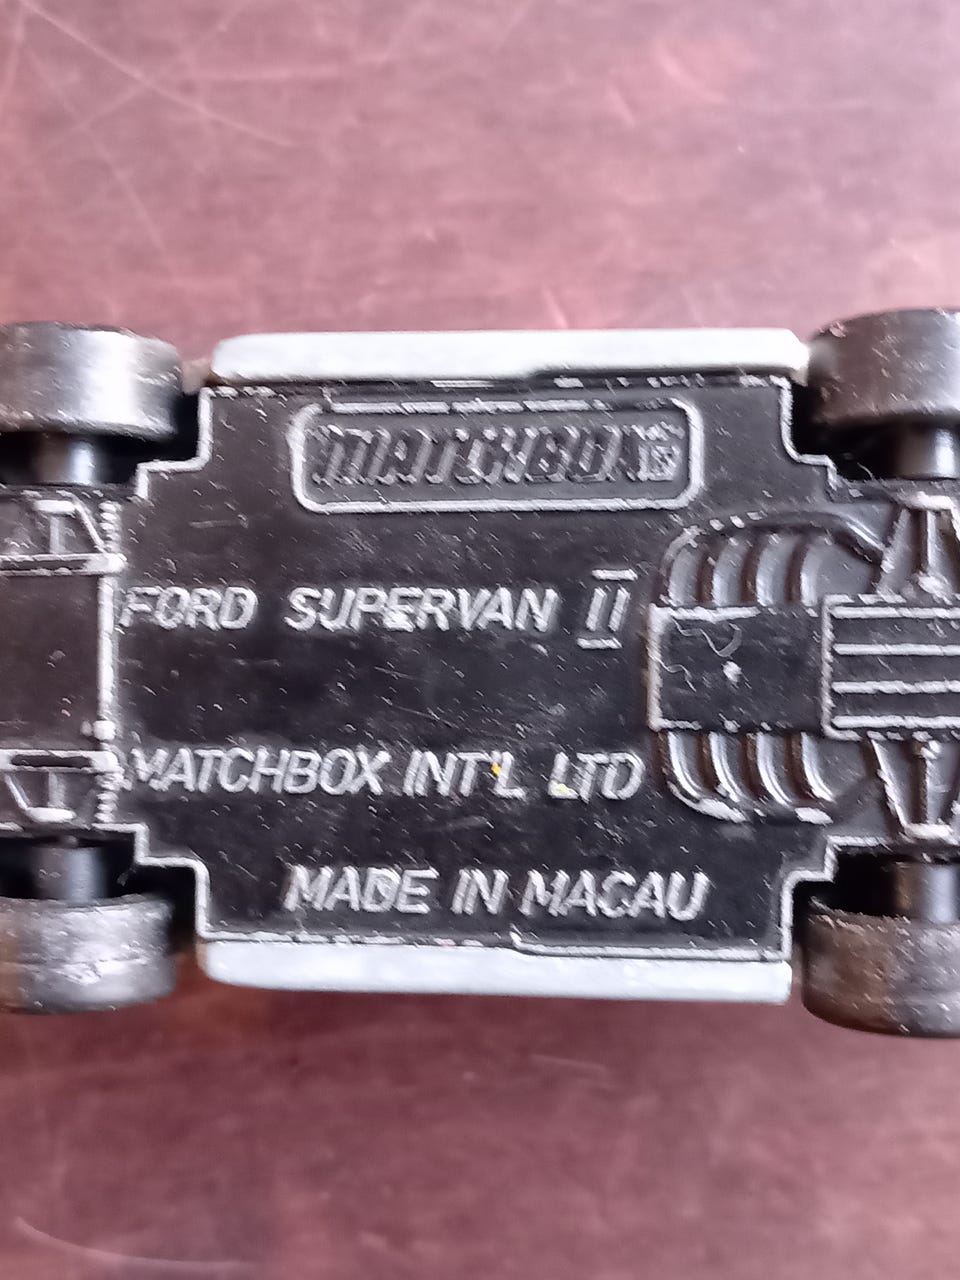 MATCHBOX
FORD SUPERVAN II
MATCHBOX INT'L LTD
MADE IN MACAU